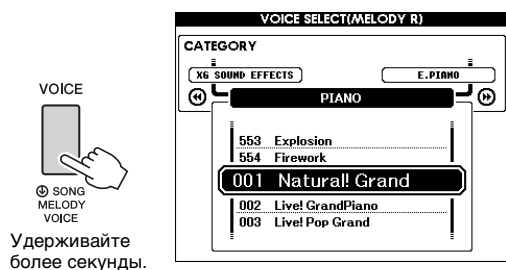 VOICE
SONG
MELODY
VOICE
Удерживайте
более секунды.
VOICE SELECT(MELODY R)
CATEGORY
XG SOUND EFFECTS
E.PIANO
PIANO
553 Explosion
554 Firework
001 Natural! Grand
002 Live! GrandPiano
003 Live! Pop Grand